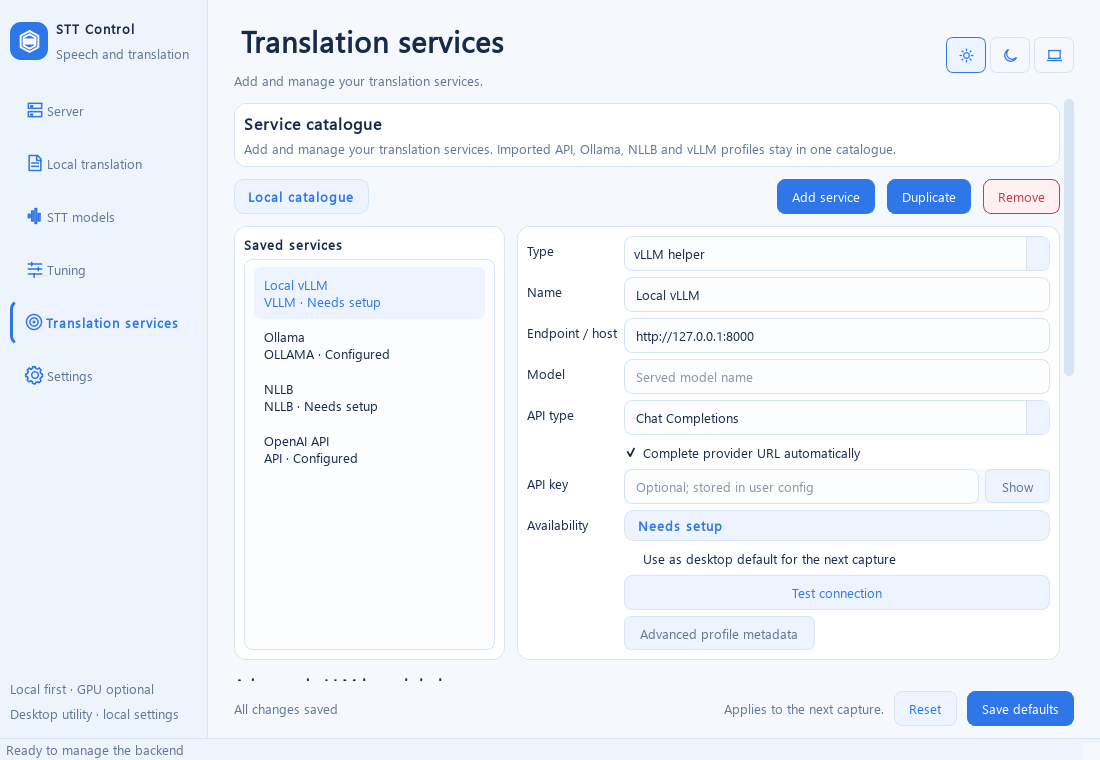 STT Control
Speech and translation
Server
Local translation
STT models
Tuning
Translation services
Settings
Local first · GPU optional
Desktop utility · local settings
Translation services
Add and manage your translation services.
Service catalogue
Add and manage your translation services. Imported API, Ollama, NLLB and vLLM profiles stay in one catalogue.
Local catalogue
Add service
Duplicate
Remove
Saved services
Local vLLM
VLLM · Needs setup
Ollama
OLLAMA · Configured
NLLB
NLLB · Needs setup
OpenAI API
API · Configured
Type
vLLM helper
Name
Local vLLM
Endpoint / host
http://127.0.0.1:8000
Model
Served model name
API type
Chat Completions
Complete provider URL automatically
API key
Optional; stored in user config
Show
Availability
Needs setup
Use as desktop default for the next capture
Test connection
Advanced profile metadata
All changes saved
Applies to the next capture.
Reset
Save defaults
Ready to manage the backend